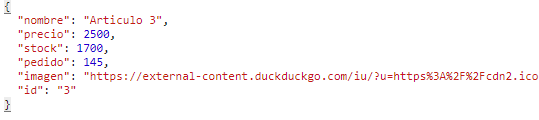 {
"nombre": "Articulo 3",
"precio": 2500,
"stock": 1700,
"pedido": 145,
"imagen": "https://external-content.duckduckgo.com/iu/?u=https%3A%2F%2Fcdn2.ico
"id": "3"
}